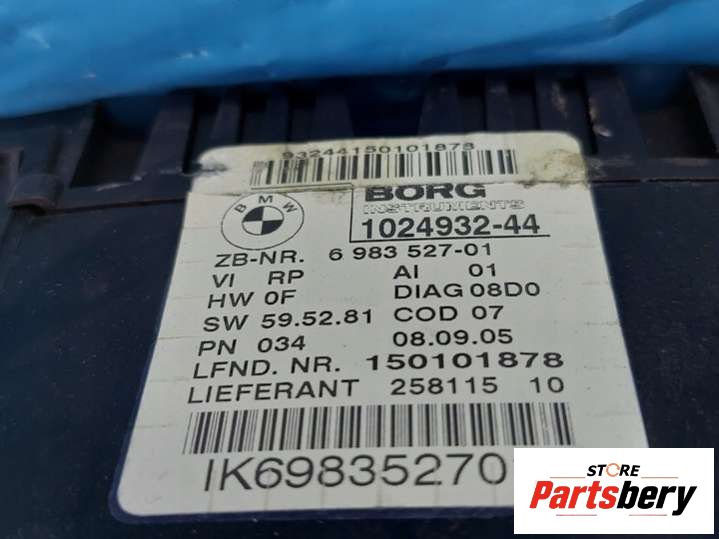 93244150101878
BMW
BORG
INSTRUMENTS
1024932-44
ZB-NR. 6 983 527-01
VI RP AI 01
HW 0F DIAG 08D0
SW 59.52.81 COD 07
PN 034 08.09.05
LFND. NR. 150101878
LIEFERANT 258115 10
IK69835270
STORE
Partsbery